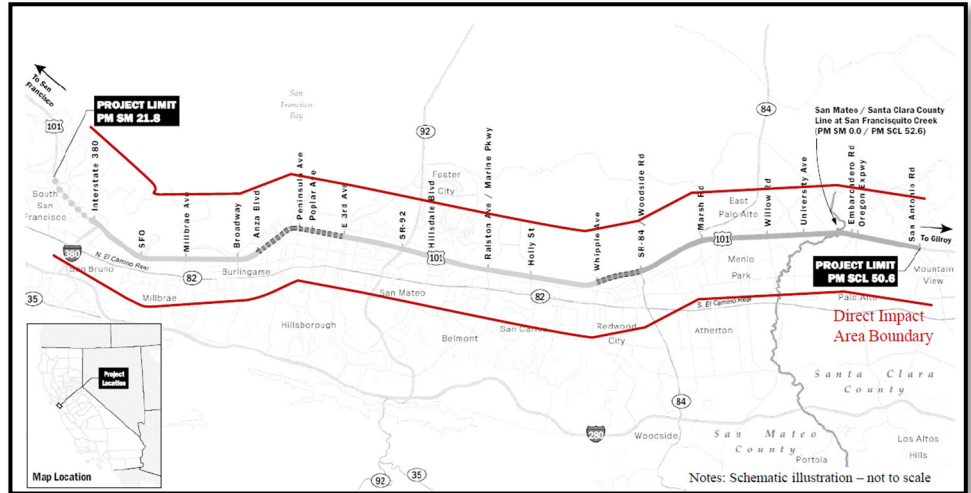 To San
Francisco
PROJECT LIMIT
PM SM 21.8
101
Interstate 380
South
San
Francisco
San
Francisco
Bay
SFO
Millbrae Ave
Broadway
Anza Blvd
Peninsula Ave
Poplar Ave
E 3rd Ave
92
Foster
City
SR-92
Hillsdale Blvd
101
Ralston Ave / Marine Pkwy
Holly St
Whipple Ave
84
SR-84 / Woodside Rd
Marsh Rd
101
East
Palo Alto
Willow Rd
University Ave
San Mateo / Santa Clara County
Line at San Francisquito Creek
(PM SM 0.0 / PM SCL 52.6)
Embarcadero Rd
Oregon Expwy
San Antonio Rd
To Gilroy
380
San Bruno
N. El Camino Real
82
Burlingame
35
Millbrae
San Mateo
82
Hillsborough
Belmont
San Carlos
Redwood
City
Atherton
Menlo
Park
S. El Camino Real
PROJECT LIMIT
PM SCL 50.6
Mountain
View
Palo Alto
Direct Impact
Area Boundary
Santa Clara
County
84
280
Woodside
San Mateo
County
Portola
Los Altos
Hills
92
35
Project
Location
Map Location
Notes: Schematic illustration – not to scale